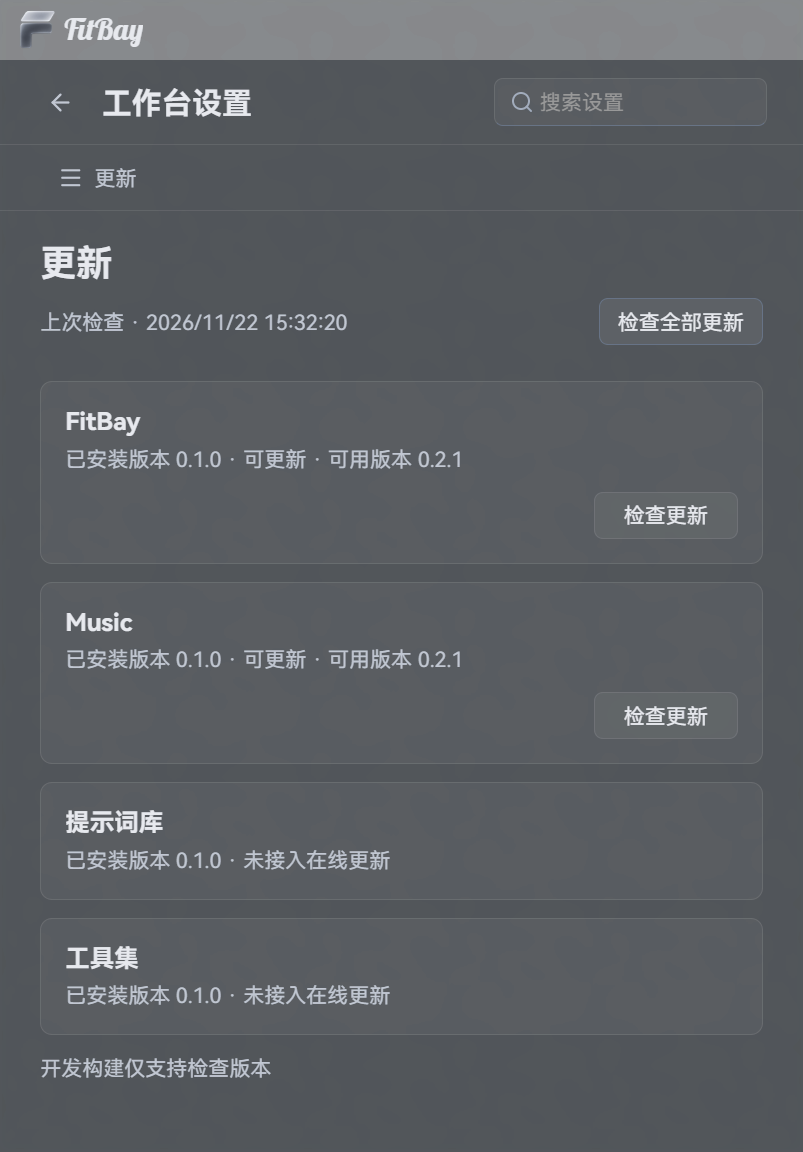 FitBay
工作台设置
搜索设置
更新
更新
上次检查 · 2026/11/22 15:32:20
检查全部更新
FitBay
已安装版本 0.1.0 · 可更新 · 可用版本 0.2.1
检查更新
Music
已安装版本 0.1.0 · 可更新 · 可用版本 0.2.1
检查更新
提示词库
已安装版本 0.1.0 · 未接入在线更新
工具集
已安装版本 0.1.0 · 未接入在线更新
开发构建仅支持检查版本